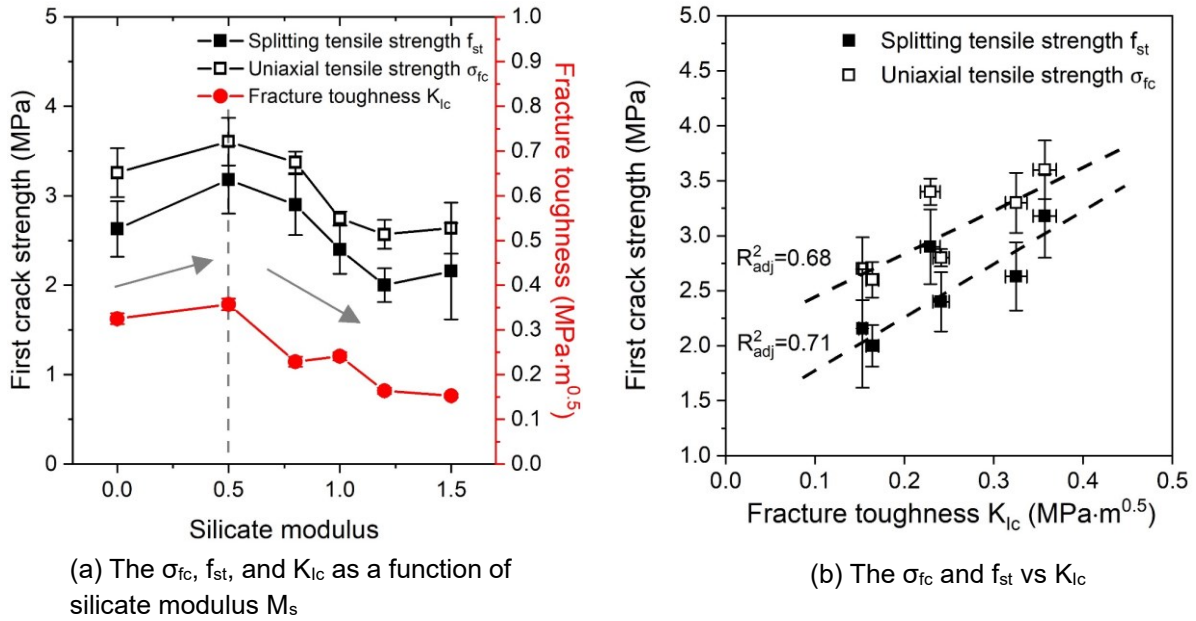 5
4
3
2
1
0
First crack strength (MPa)
Splitting tensile strength f_st
Uniaxial tensile strength σ_fc
Fracture toughness K_Ic
1.0
0.9
0.8
0.7
0.6
0.5
0.4
0.3
0.2
0.1
0.0
Fracture toughness (MPa·m^0.5)
0.0 0.5 1.0 1.5
Silicate modulus
(a) The σ_fc, f_st, and K_Ic as a function of
silicate modulus M_s
5.0
4.5
4.0
3.5
3.0
2.5
2.0
1.5
1.0
First crack strength (MPa)
Splitting tensile strength f_st
Uniaxial tensile strength σ_fc
R²_adj=0.68
R²_adj=0.71
0.0 0.1 0.2 0.3 0.4 0.5
Fracture toughness K_Ic (MPa·m^0.5)
(b) The σ_fc and f_st vs K_Ic